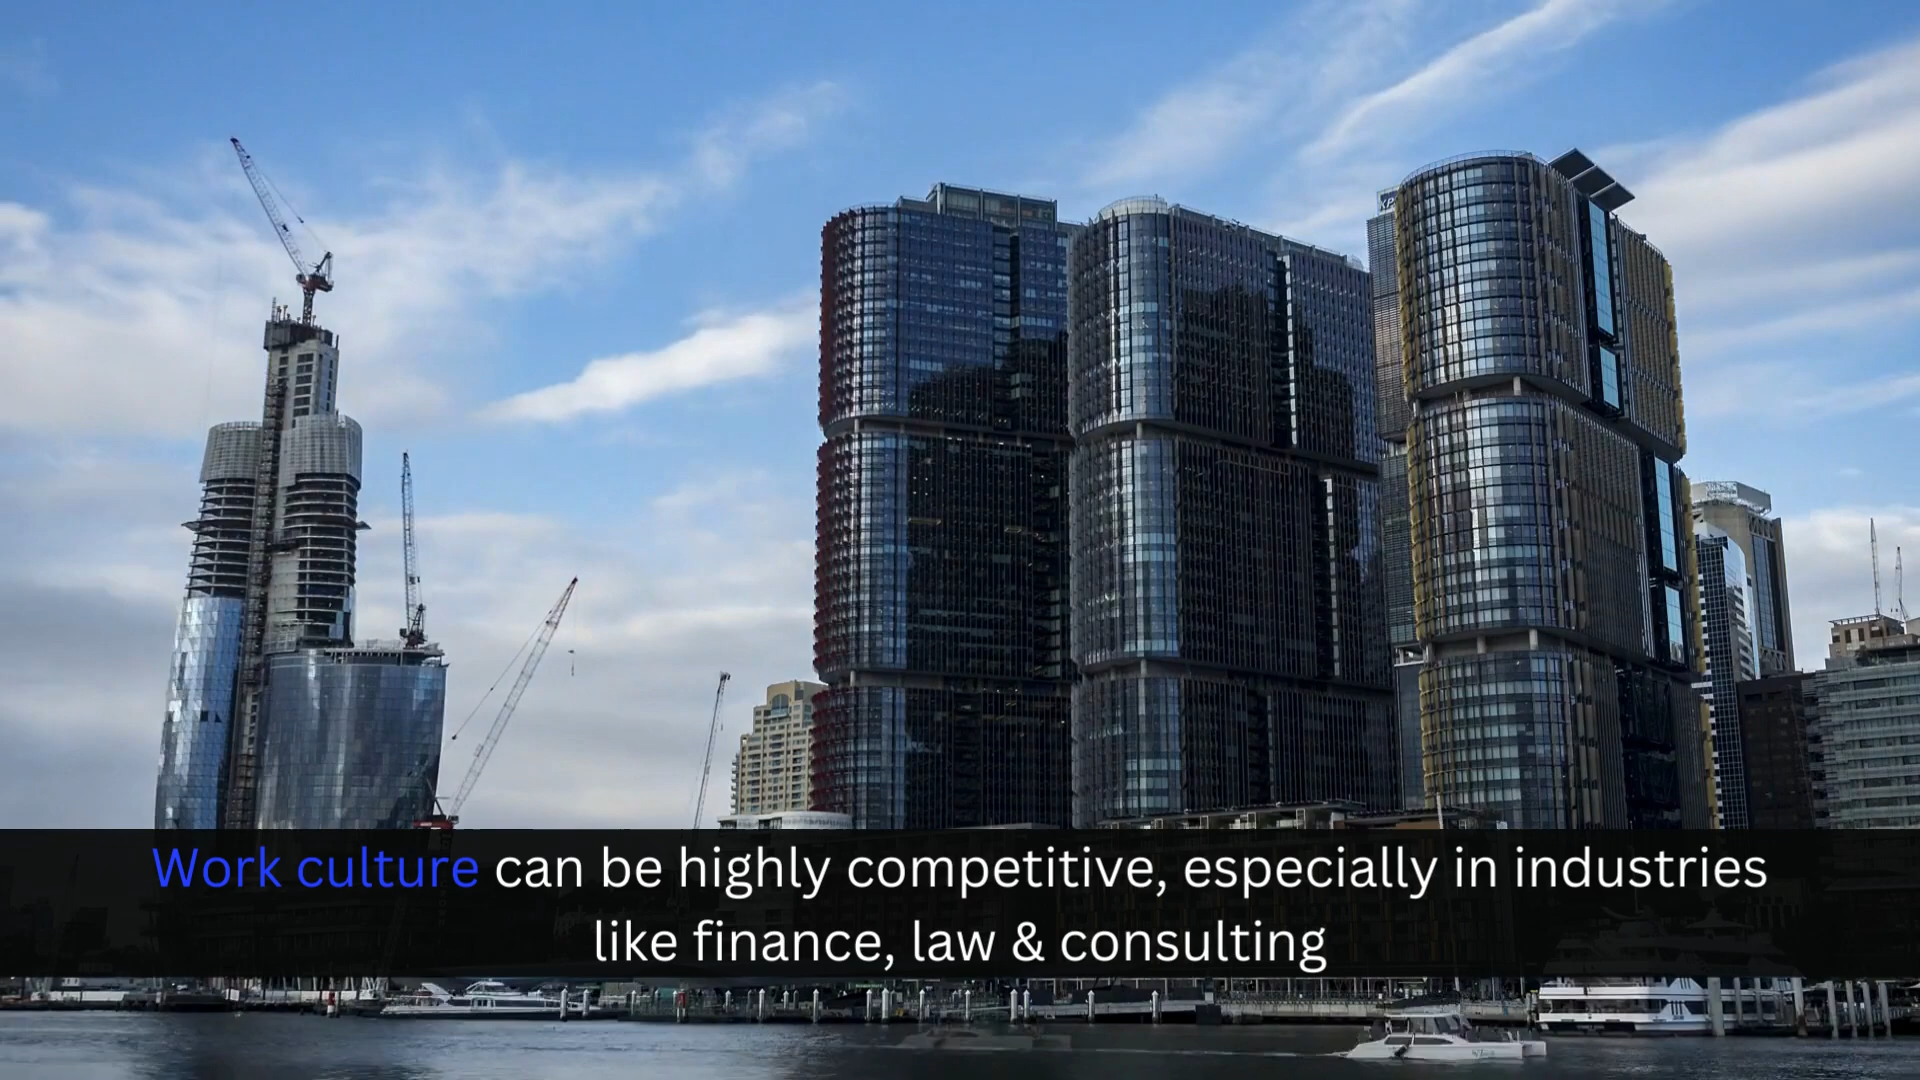 Work culture can be highly competitive, especially in industries
like finance, law & consulting